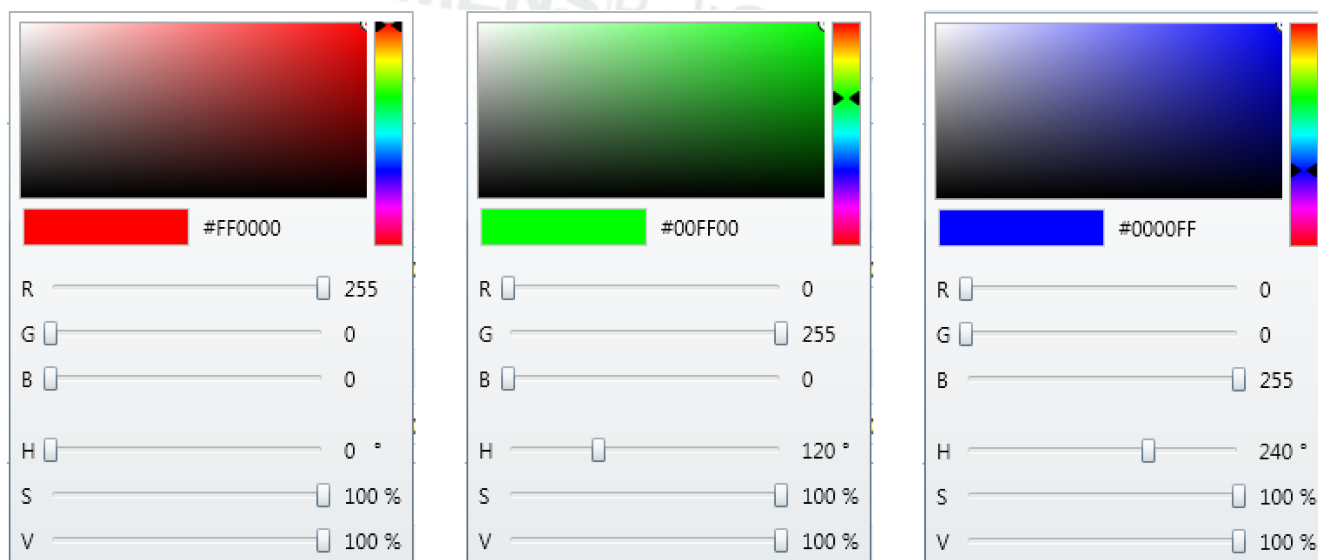 MENS
#FF0000
R 255
G 0
B 0
H 0 °
S 100 %
V 100 %
#00FF00
R 0
G 255
B 0
H 120 °
S 100 %
V 100 %
#0000FF
R 0
G 0
B 255
H 240 °
S 100 %
V 100 %